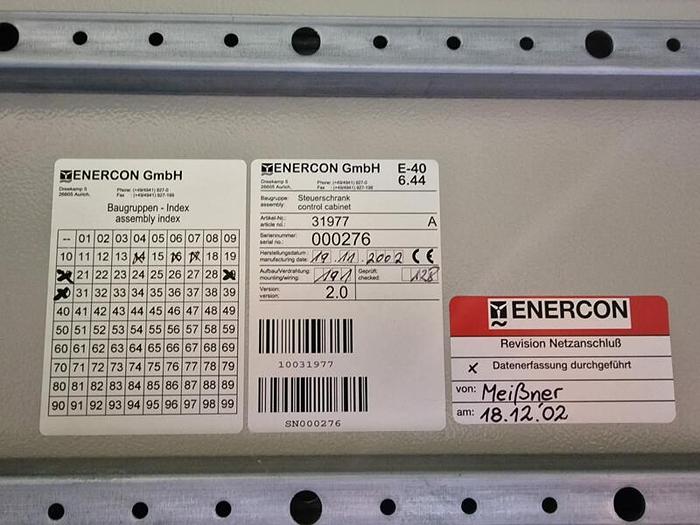 ENERCON GmbH
Dreekamp 5
26605 Aurich,
Phone: (+49/4941) 927-0
Fax : (+49/4941) 927-109
Baugruppen - Index
assembly index
-- 01 02 03 04 05 06 07 08 09
10 11 12 13 14 15 16 17 18 19
21 22 23 24 25 26 27 28
31 32 33 34 35 36 37 38 39
40 41 42 43 44 45 46 47 48 49
50 51 52 53 54 55 56 57 58 59
60 61 62 63 64 65 66 67 68 69
70 71 72 73 74 75 76 77 78 79
80 81 82 83 84 85 86 87 88 89
90 91 92 93 94 95 96 97 98 99
ENERCON GmbH
Dreekamp 5
26605 Aurich,
Phone: (+49/4941) 927-0
Fax : (+49/4941) 927-109
E-40
6.44
Baugruppe: Steuerschrank
assembly: control cabinet
Artikel-Nr.:
article no.: 31977 A
Seriennummer:
serial no.: 000276
Herstellungsdatum
manufacturing date: 19.11.2002 CE
Aufbau/Verdrahtung:
mounting/wiring: 191
Geprüft:
checked: 128
Version:
version: 2.0
10031977
SN000276
ENERCON
Revision Netzanschluß
x Datenerfassung durchgeführt
von: Meißner
am: 18.12.'02